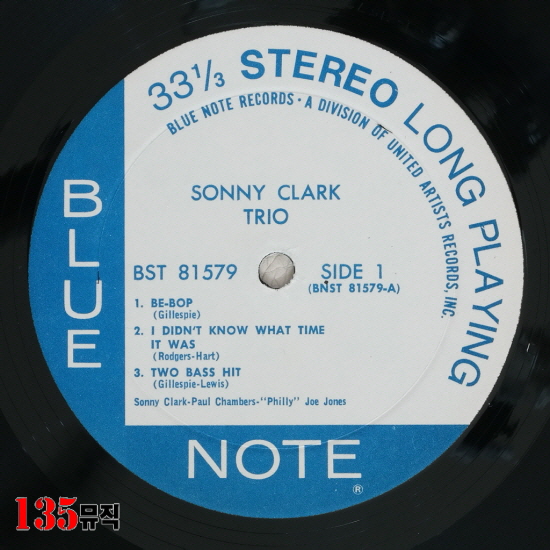 33 1/3 STEREO LONG PLAYING
BLUE NOTE RECORDS · A DIVISION OF UNITED ARTISTS RECORDS, INC.
SONNY CLARK
TRIO
BST 81579
SIDE 1
(BNST 81579-A)
1. BE-BOP
(Gillespie)
2. I DIDN'T KNOW WHAT TIME
IT WAS
(Rodgers-Hart)
3. TWO BASS HIT
(Gillespie-Lewis)
Sonny Clark-Paul Chambers-"Philly" Joe Jones
BLUE
NOTE
®
135뮤직